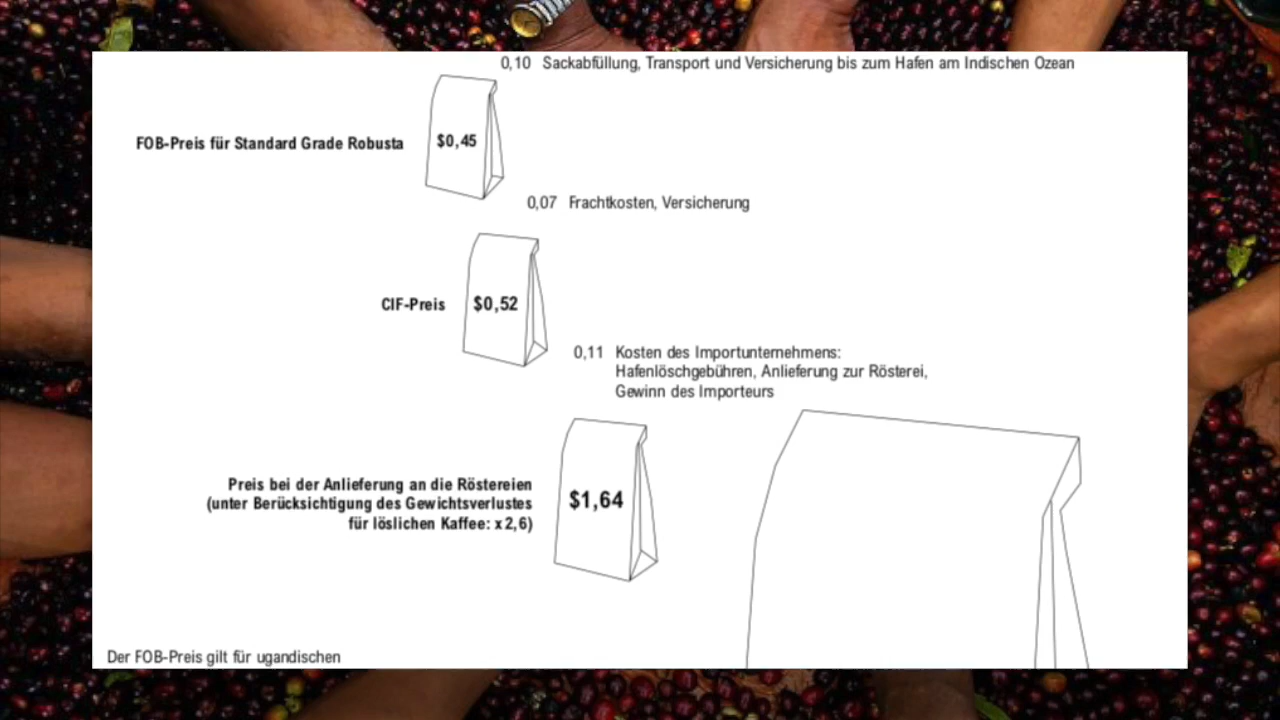 0,10 Sackabfüllung, Transport und Versicherung bis zum Hafen am Indischen Ozean
FOB-Preis für Standard Grade Robusta
$0,45
0,07 Frachtkosten, Versicherung
CIF-Preis
$0,52
0,11 Kosten des Importunternehmens:
Hafenlöschgebühren, Anlieferung zur Rösterei,
Gewinn des Importeurs
Preis bei der Anlieferung an die Röstereien
(unter Berücksichtigung des Gewichtsverlustes
für löslichen Kaffee: x 2,6)
$1,64
Der FOB-Preis gilt für ugandischen